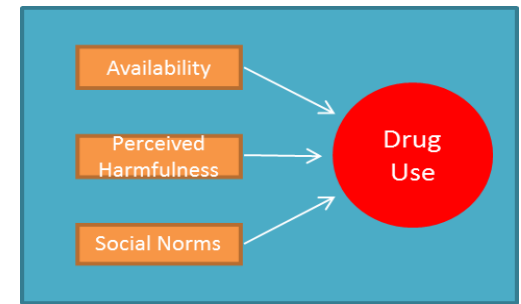 Availability
Perceived
Harmfulness
Social Norms
Drug
Use